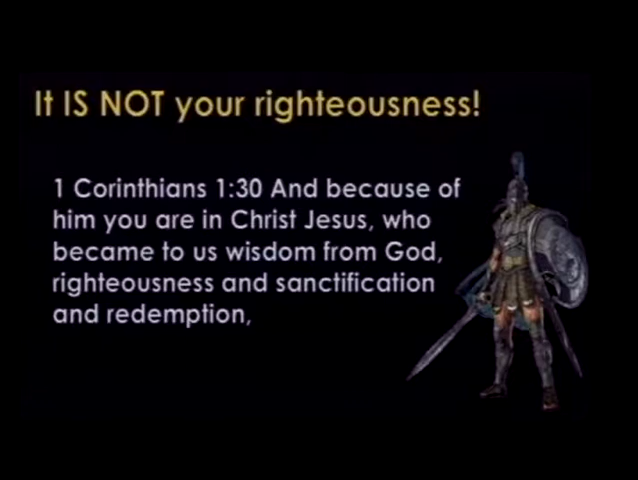 It IS NOT your righteousness!
1 Corinthians 1:30 And because of
him you are in Christ Jesus, who
became to us wisdom from God,
righteousness and sanctification
and redemption,